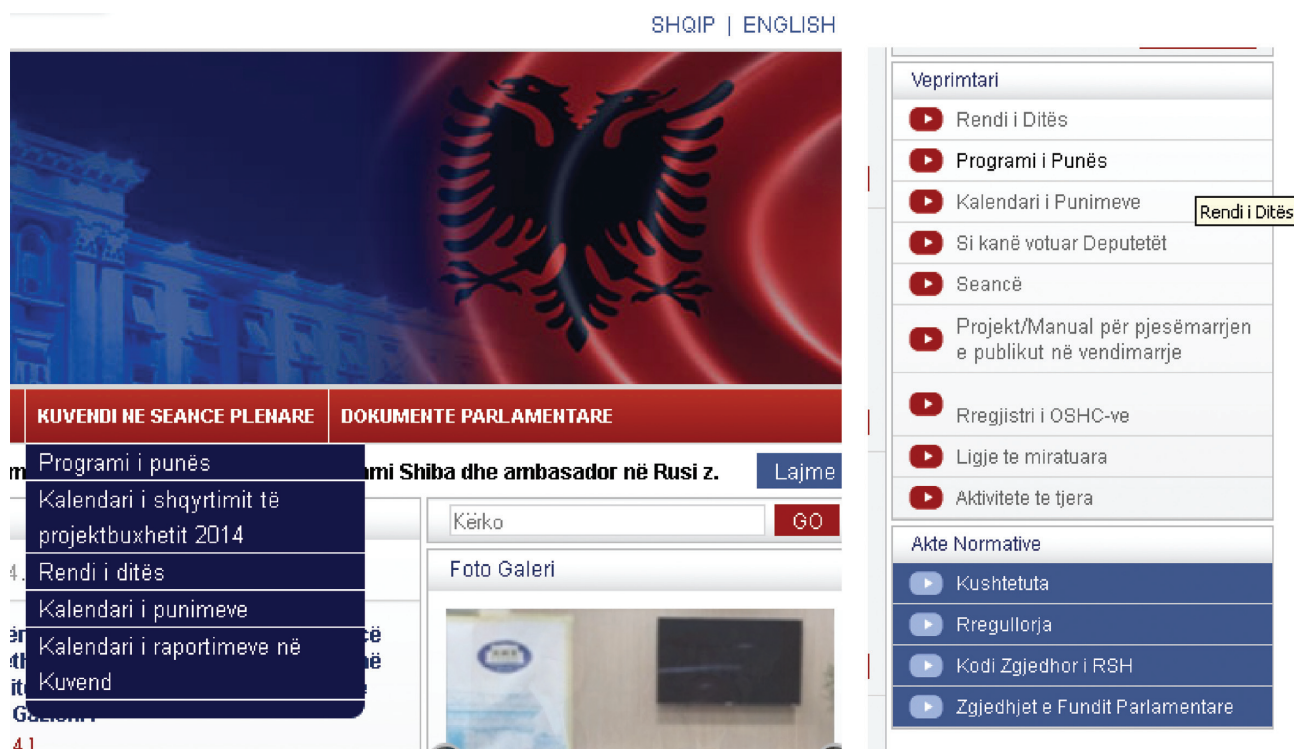 SHQIP | ENGLISH
KUVENDI NE SEANCE PLENARE
DOKUMENTE PARLAMENTARE
Programi i punës
Kalendari i shqyrtimit të
projektbuxhetit 2014
Rendi i ditës
Kalendari i punimeve
Kalendari i raportimeve në
Kuvend
Shiba dhe ambasador në Rusi z.
Lajme
Kërko
GO
Foto Galeri
Veprimtari
Rendi i Ditës
Programi i Punës
Kalendari i Punimeve
Rendi i Ditës
Si kanë votuar Deputetët
Seancë
Projekt/Manual për pjesëmarrjen
e publikut në vendimarrje
Rregjistri i OSHC-ve
Ligje te miratuara
Aktivitete te tjera
Akte Normative
Kushtetuta
Rregullorja
Kodi Zgjedhor i RSH
Zgjedhjet e Fundit Parlamentare